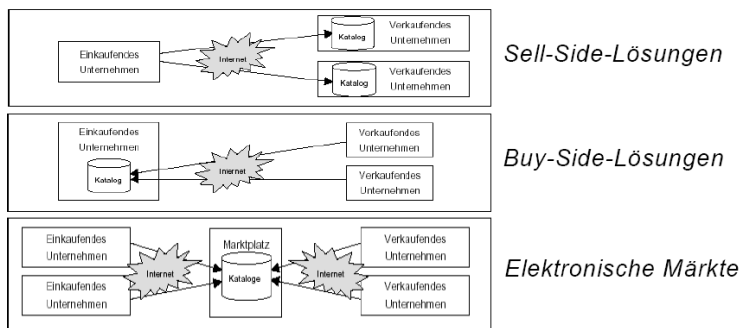 Verkaufendes
Katalog
Unternehmen
Einkaufendes
Unternehmen
Internet
Verkaufendes
Katalog
Unternehmen
Sell-Side-Lösungen
Einkaufendes
Unternehmen
Katalog
Internet
Verkaufendes
Unternehmen
Verkaufendes
Unternehmen
Buy-Side-Lösungen
Einkaufendes
Unternehmen
Internet
Einkaufendes
Unternehmen
Marktplatz
Kataloge
Internet
Verkaufendes
Unternehmen
Verkaufendes
Unternehmen
Elektronische Märkte